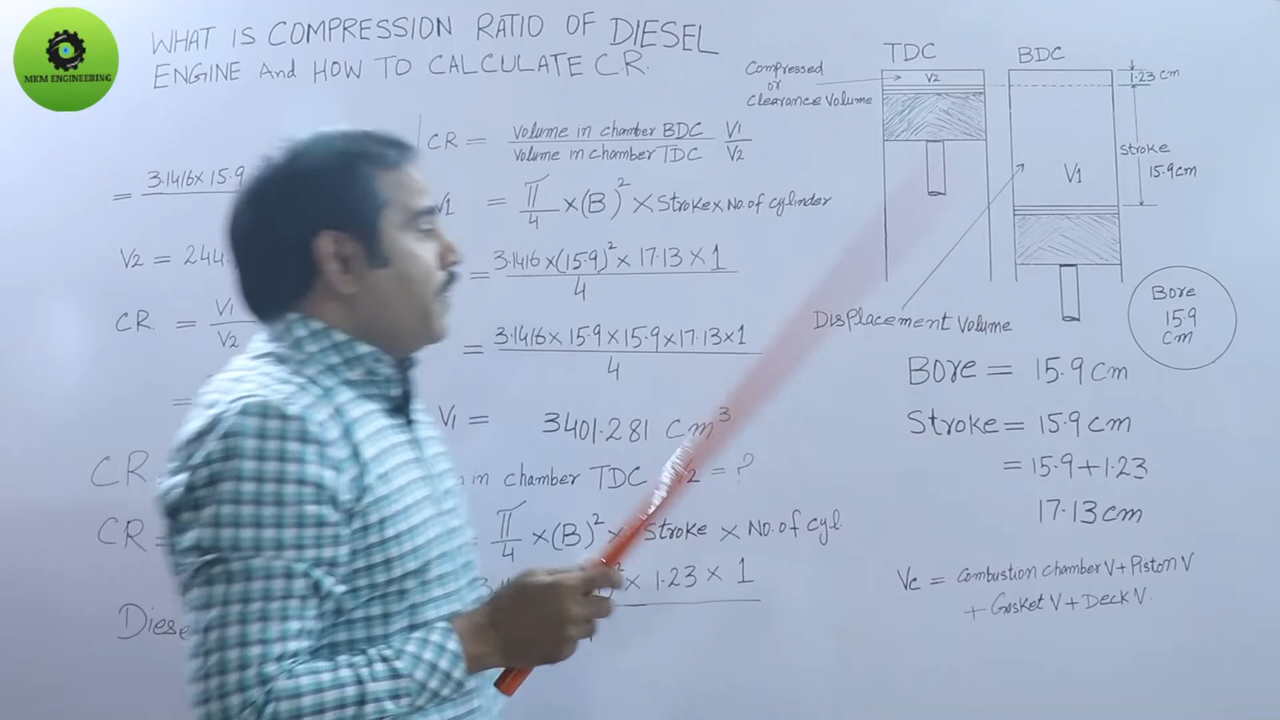 MKM ENGINEERING
WHAT IS COMPRESSION RATIO OF DIESEL
ENGINE And HOW TO CALCULATE CR.
= 3.1416 x 15.9
V2 = 244.
CR. = V1
V2
=
CR
CR =
Diese
CR = Volume in chamber BDC V1
Volume in chamber TDC V2
V1 = π/4 x (B)² x Stroke x No. of cylinder
= 3.1416 x (15.9)² x 17.13 x 1
4
= 3.1416 x 15.9 x 15.9 x 17.13 x 1
4
V1 = 3401.281 cm³
in chamber TDC V2 = ?
= π/4 x (B)² x Stroke x No. of cyl.
x 1.23 x 1
Compressed
or
Clearance Volume
TDC
V2
BDC
1.23 cm
Stroke
15.9 cm
V1
Displacement Volume
Bore
15.9
cm
Bore = 15.9 cm
Stroke = 15.9 cm
= 15.9 + 1.23
17.13 cm
Vc = Combustion chamber V + Piston V
+ Gasket V + Deck V.